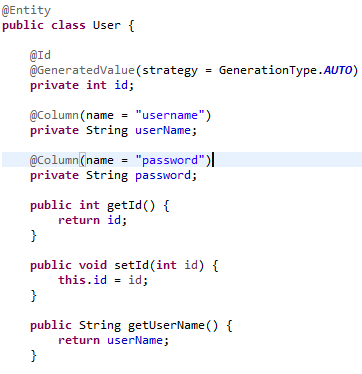 @Entity
public class User {
@Id
@GeneratedValue(strategy = GenerationType.AUTO)
private int id;
@Column(name = "username")
private String userName;
@Column(name = "password")
private String password;
public int getId() {
return id;
}
public void setId(int id) {
this.id = id;
}
public String getUserName() {
return userName;
}